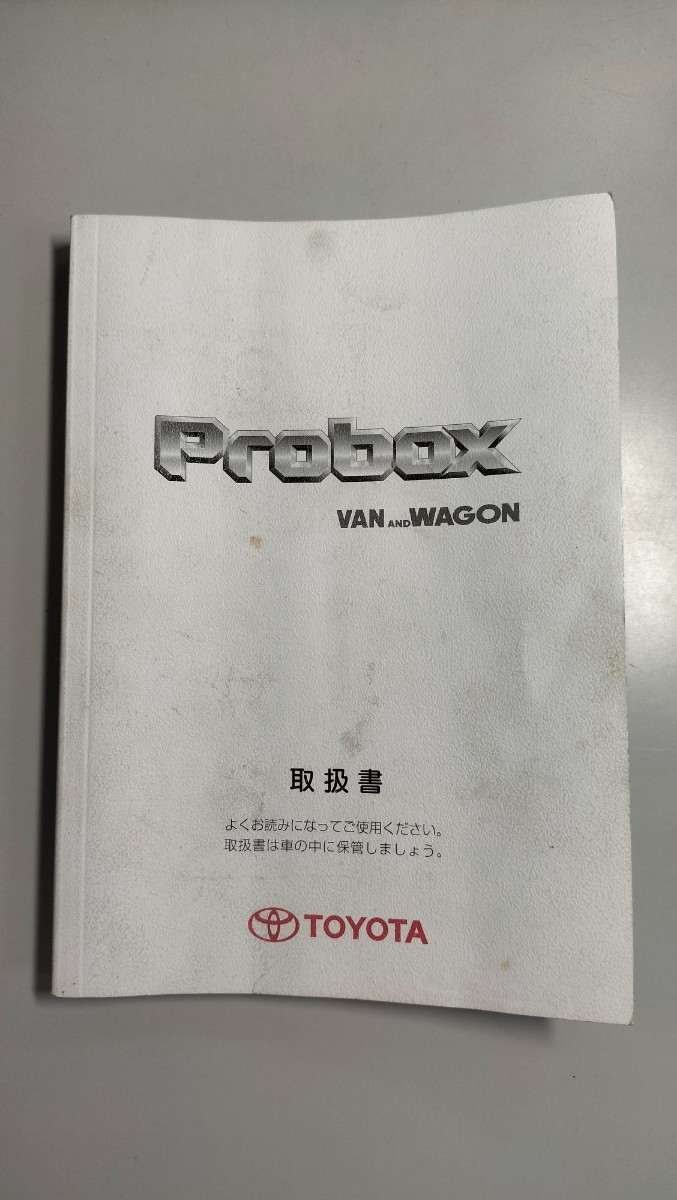 Probox
VAN AND WAGON
取扱書
よくお読みになってご使用ください。
取扱書は車の中に保管しましょう。
TOYOTA